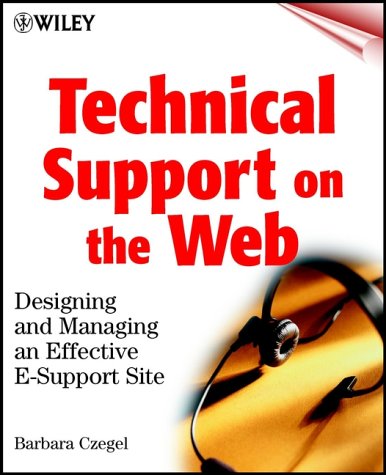 WILEY
Technical
Support on
the Web
Designing
and Managing
an Effective
E-Support Site
Barbara Czegel